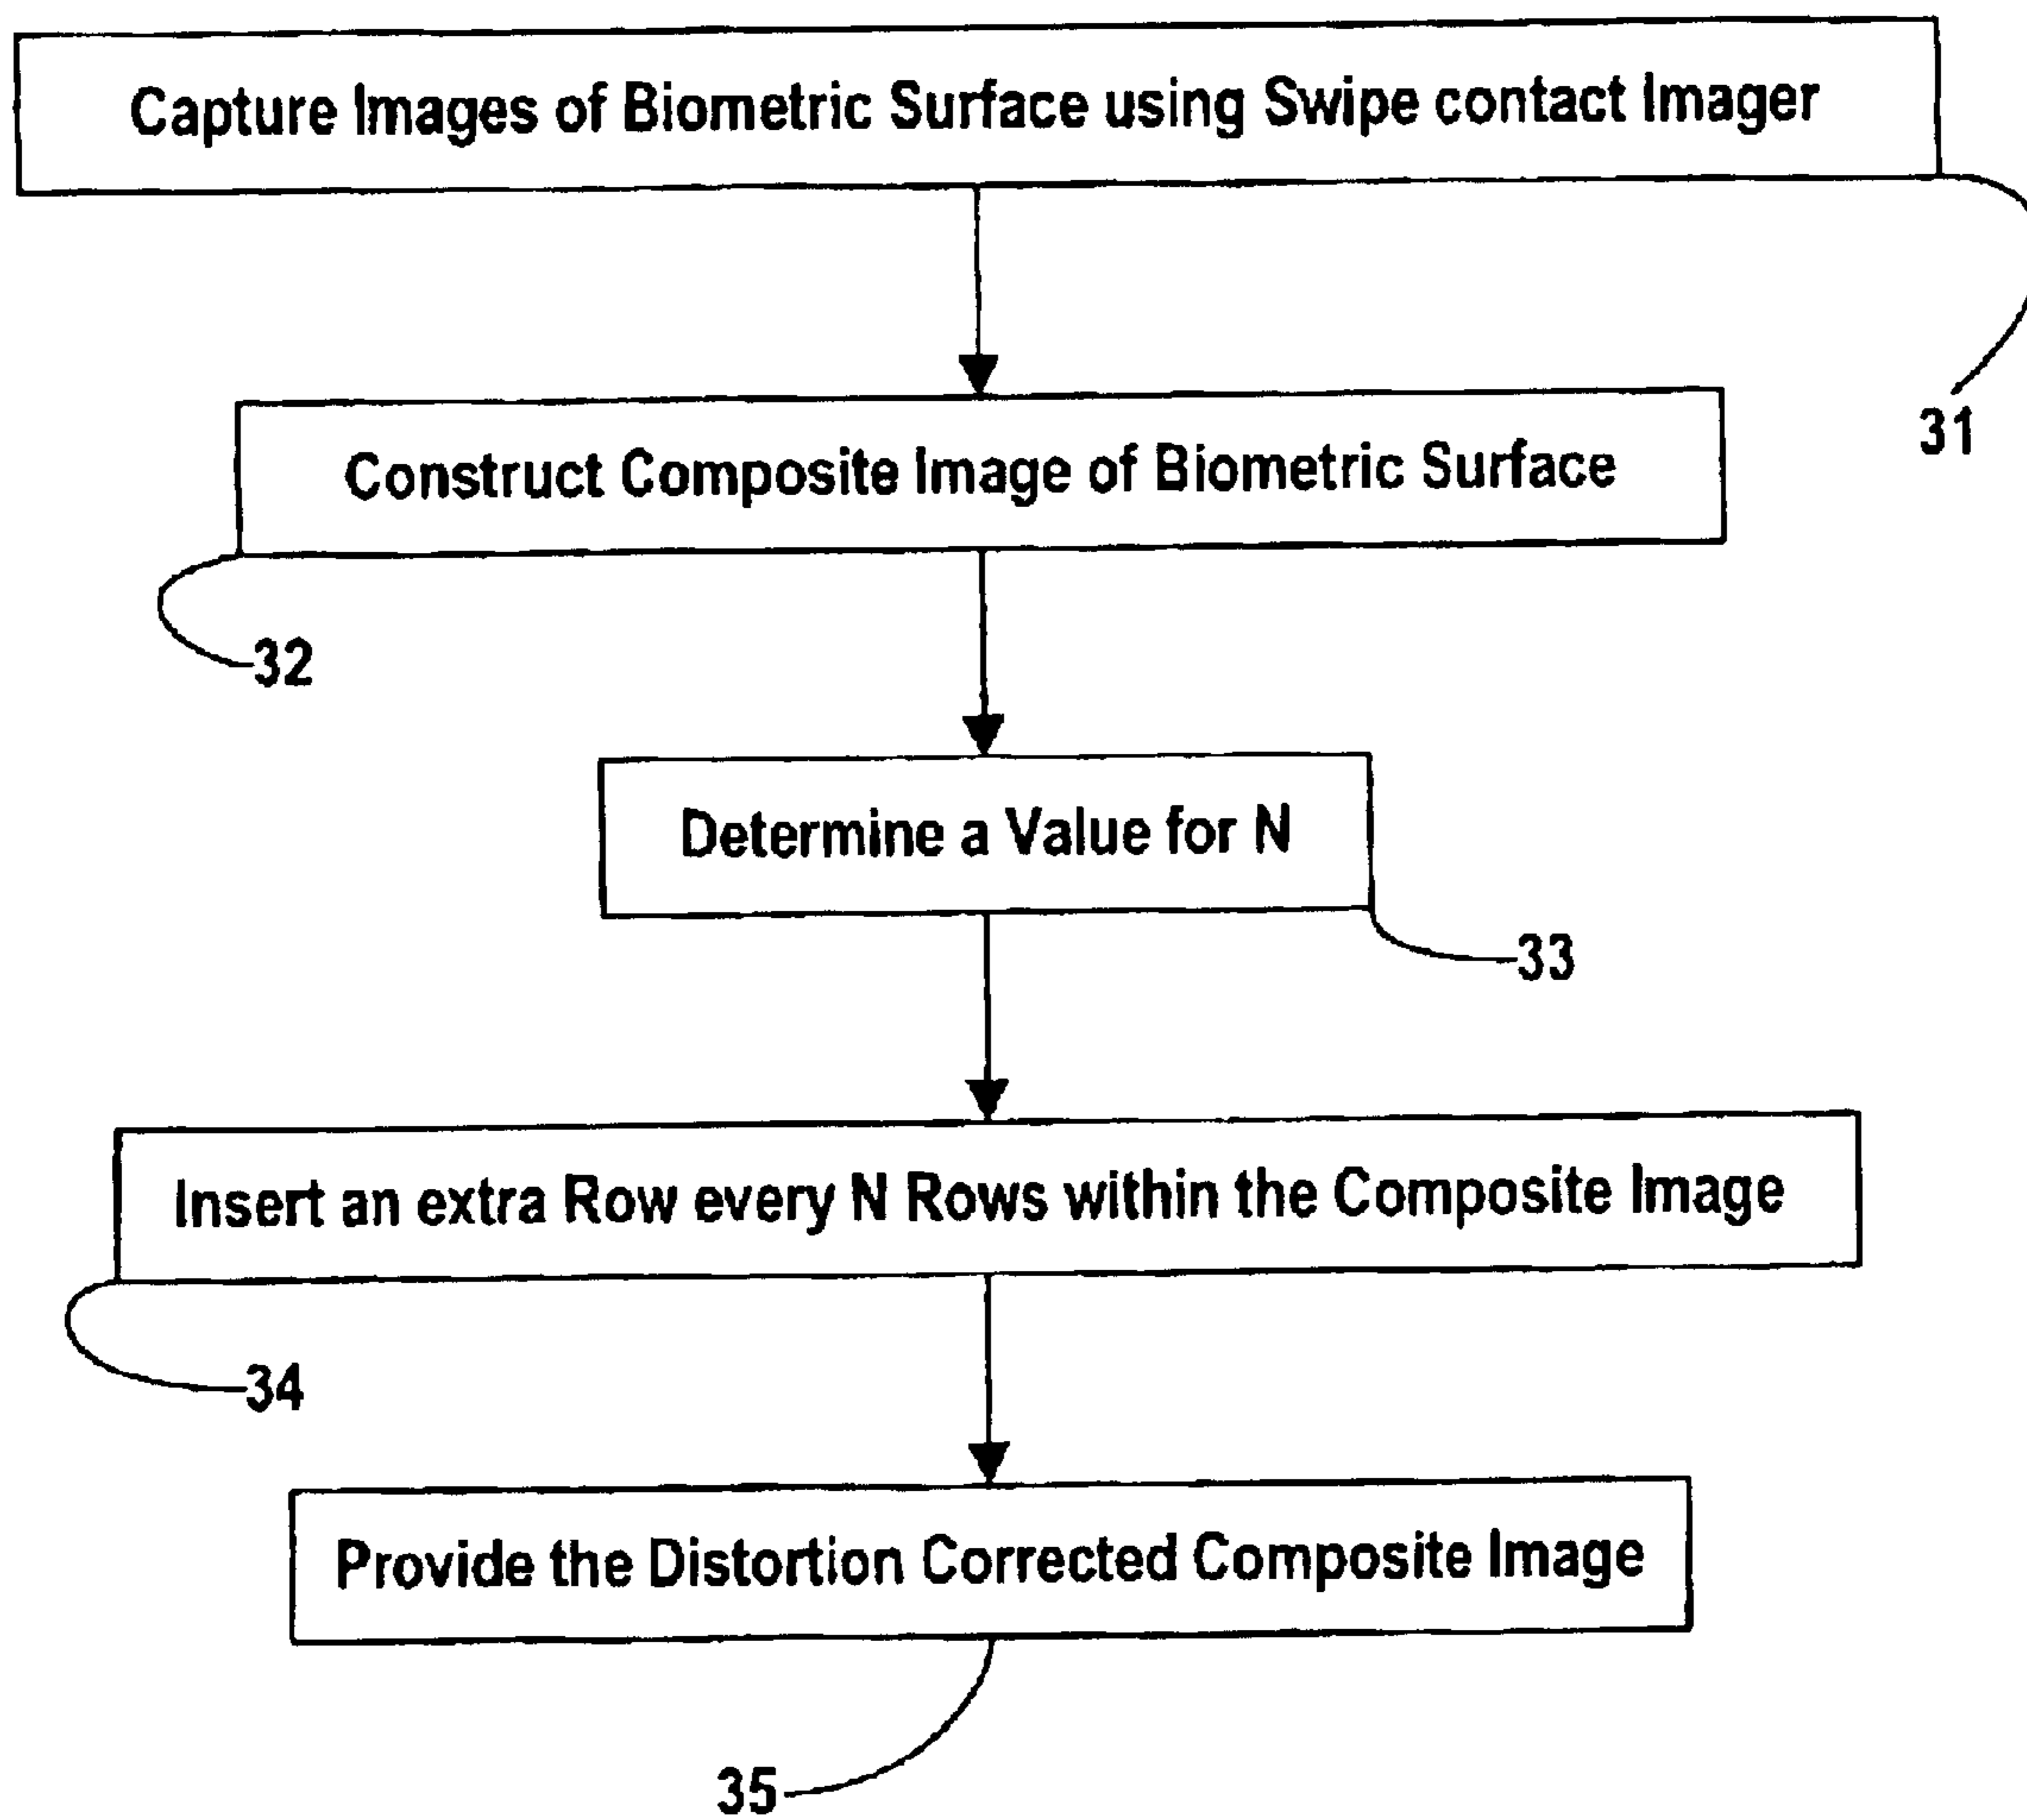 Capture Images of Biometric Surface using Swipe contact Imager
31
Construct Composite Image of Biometric Surface
32
Determine a Value for N
33
Insert an extra Row every N Rows within the Composite Image
34
Provide the Distortion Corrected Composite Image
35